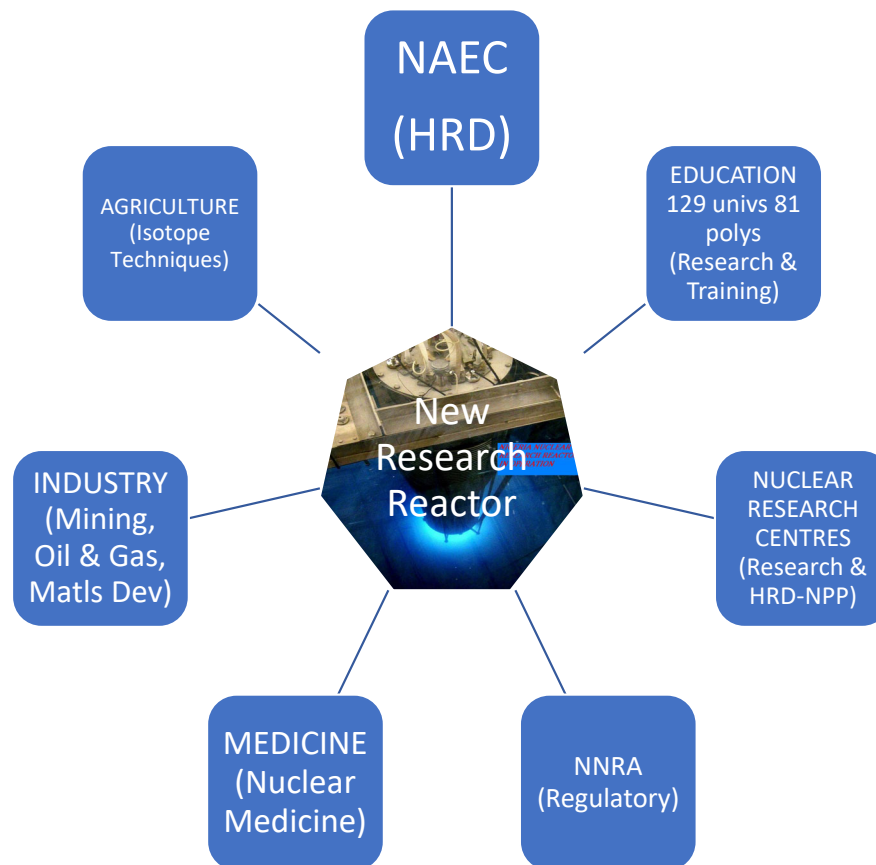 NAEC
(HRD)
EDUCATION
129 univs 81
polys
(Research &
Training)
NUCLEAR
RESEARCH
CENTRES
(Research &
HRD-NPP)
NNRA
(Regulatory)
MEDICINE
(Nuclear
Medicine)
INDUSTRY
(Mining,
Oil & Gas,
Matls Dev)
AGRICULTURE
(Isotope
Techniques)
New
Research
Reactor